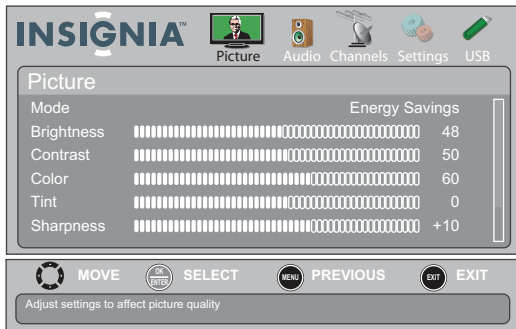 INSIGNIA™
Picture Audio Channels Settings USB
Picture
Mode Energy Savings
Brightness 48
Contrast 50
Color 60
Tint 0
Sharpness +10
MOVE OK ENTER SELECT MENU PREVIOUS EXIT EXIT
Adjust settings to affect picture quality